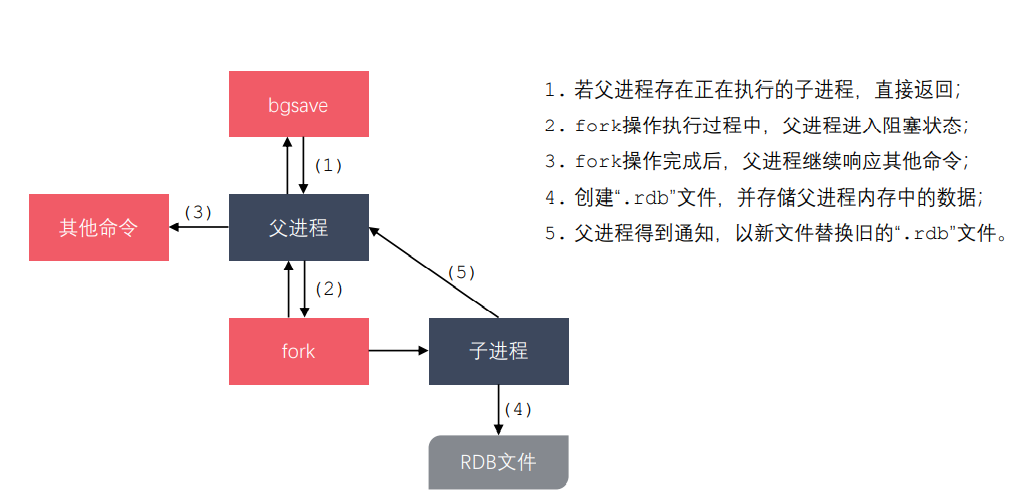 bgsave
(1)
其他命令
(3)
父进程
(2)
(5)
fork
子进程
(4)
RDB文件
1. 若父进程存在正在执行的子进程，直接返回；
2. fork操作执行过程中，父进程进入阻塞状态；
3. fork操作完成后，父进程继续响应其他命令；
4. 创建“.rdb”文件，并存储父进程内存中的数据；
5. 父进程得到通知，以新文件替换旧的“.rdb”文件。